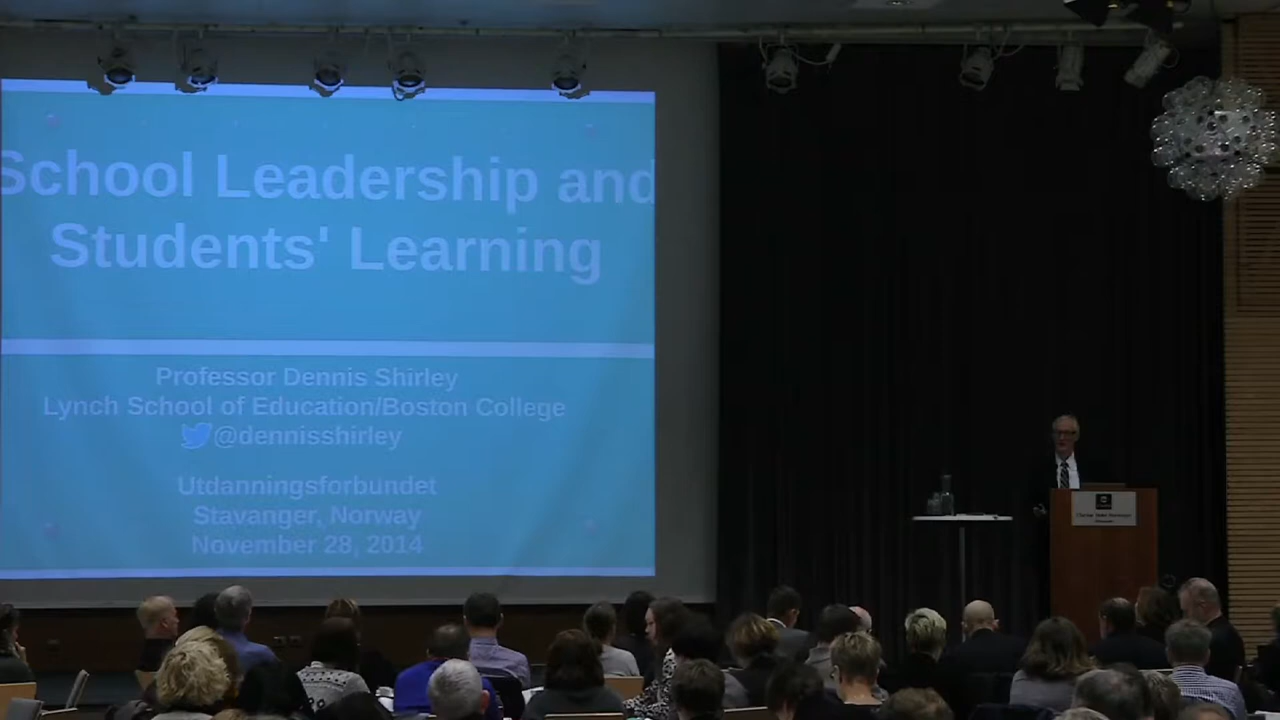 School Leadership and
Students' Learning
Professor Dennis Shirley
Lynch School of Education/Boston College
@dennisshirley
Utdanningsforbundet
Stavanger, Norway
November 28, 2014